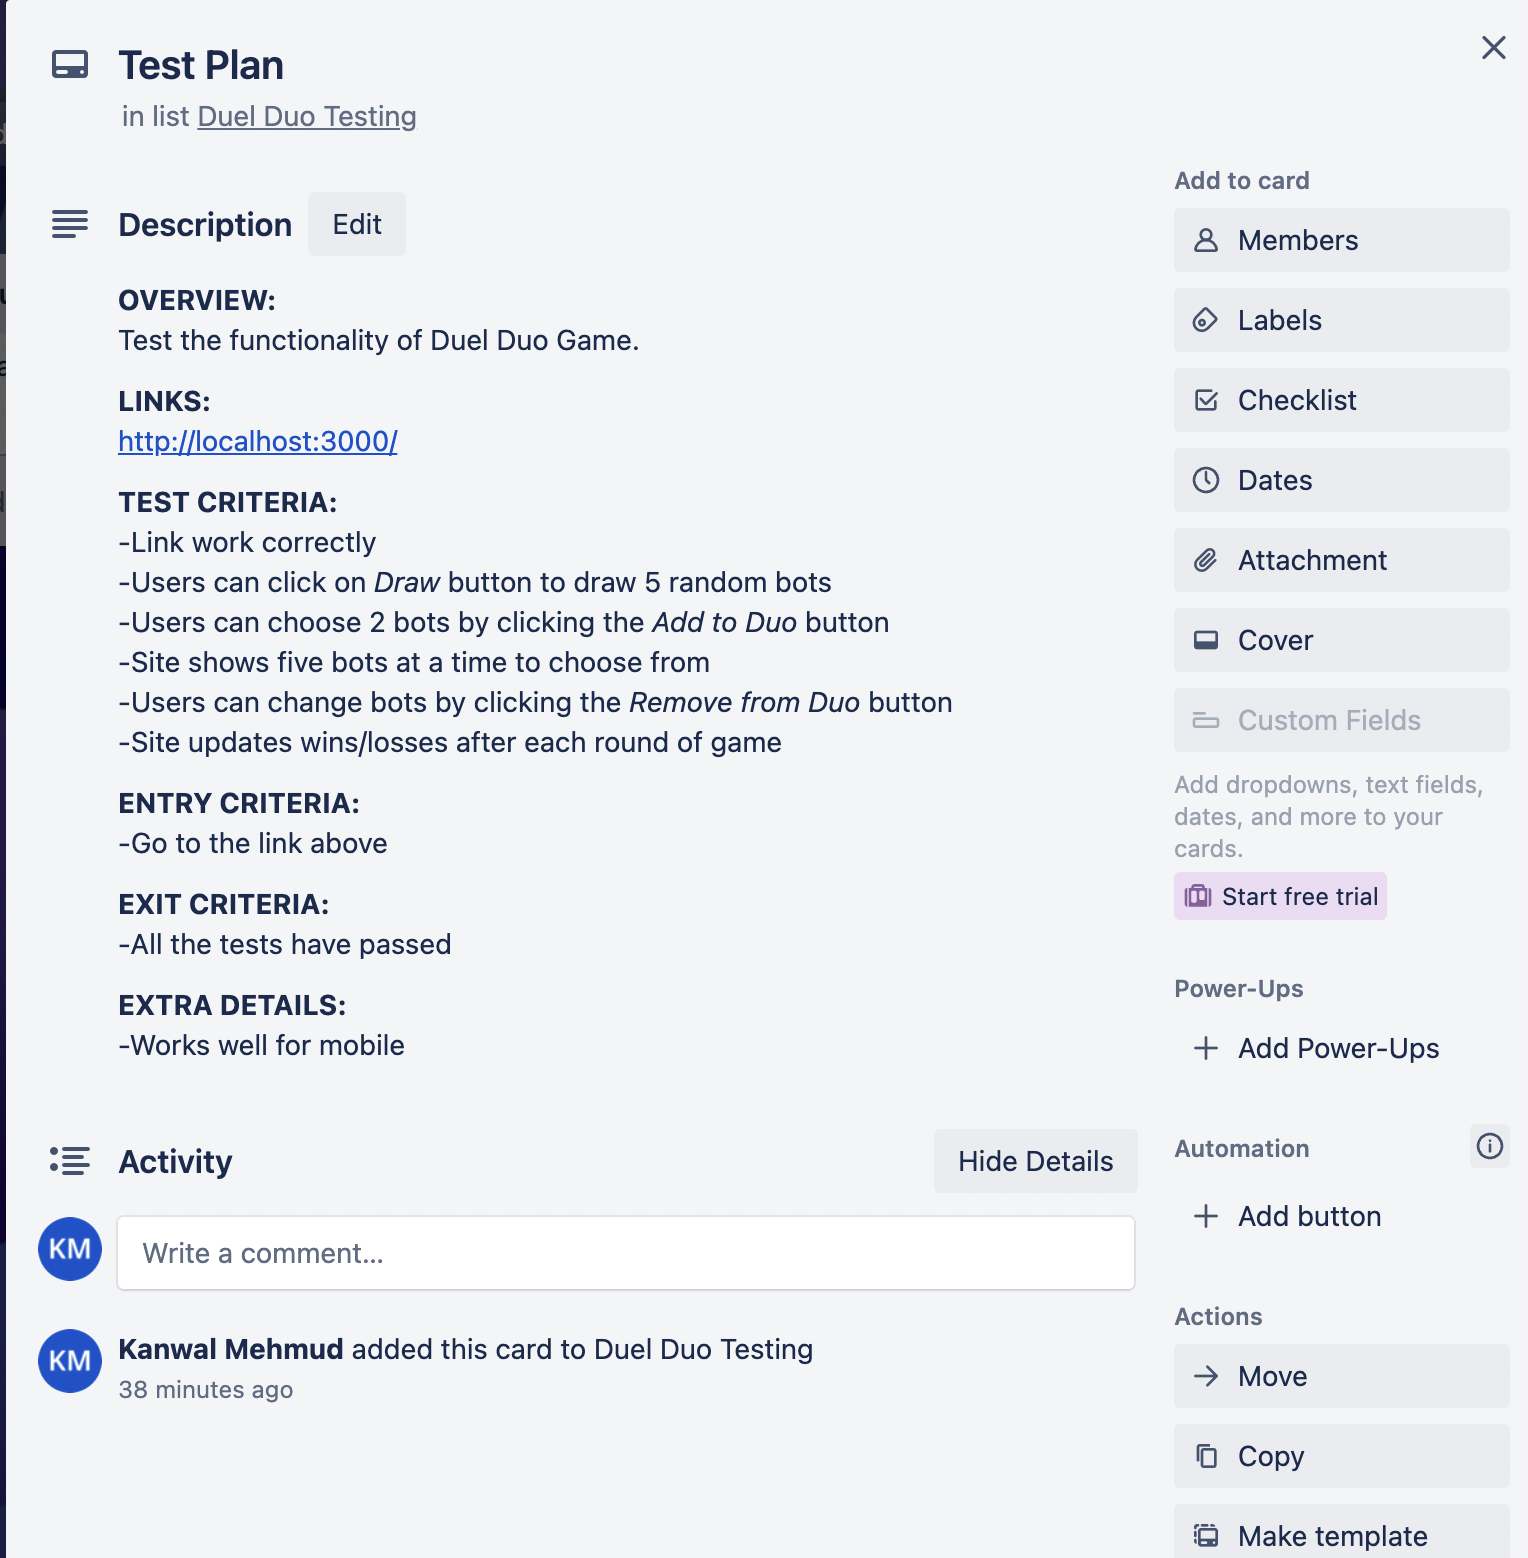 Test Plan
in list Duel Duo Testing
Description
Edit
OVERVIEW:
Test the functionality of Duel Duo Game.
LINKS:
http://localhost:3000/
TEST CRITERIA:
-Link work correctly
-Users can click on Draw button to draw 5 random bots
-Users can choose 2 bots by clicking the Add to Duo button
-Site shows five bots at a time to choose from
-Users can change bots by clicking the Remove from Duo button
-Site updates wins/losses after each round of game
ENTRY CRITERIA:
-Go to the link above
EXIT CRITERIA:
-All the tests have passed
EXTRA DETAILS:
-Works well for mobile
Activity
Hide Details
KM
Write a comment...
KM
Kanwal Mehmud added this card to Duel Duo Testing
38 minutes ago
Add to card
Members
Labels
Checklist
Dates
Attachment
Cover
Custom Fields
Add dropdowns, text fields,
dates, and more to your
cards.
Start free trial
Power-Ups
Add Power-Ups
Automation
Add button
Actions
Move
Copy
Make template